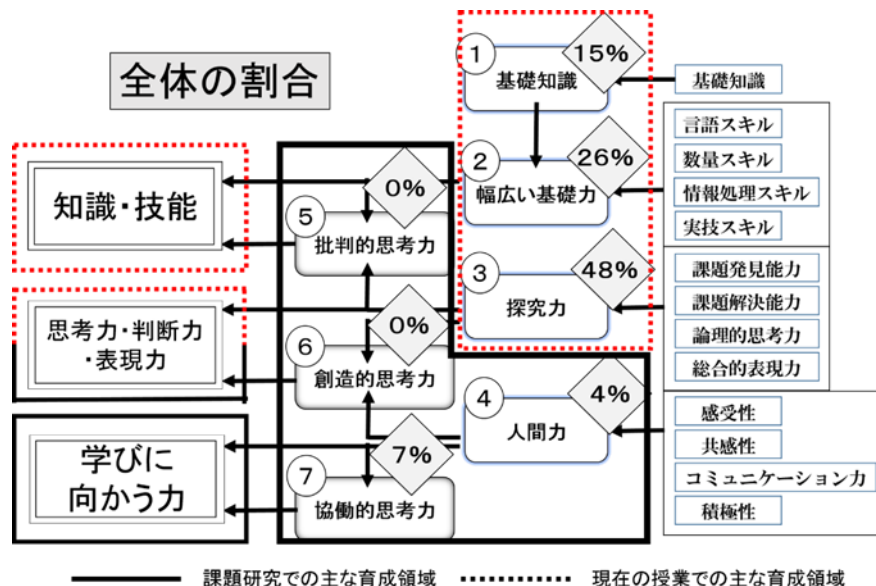 全体の割合
1
15%
基礎知識
基礎知識
2
26%
幅広い基礎力
言語スキル
数量スキル
情報処理スキル
実技スキル
3
48%
探究力
課題発見能力
課題解決能力
論理的思考力
総合的表現力
4
4%
人間力
感受性
共感性
コミュニケーション力
積極性
5
0%
批判的思考力
6
0%
創造的思考力
7
7%
協働的思考力
知識・技能
思考力・判断力
・表現力
学びに
向かう力
課題研究での主な育成領域
現在の授業での主な育成領域